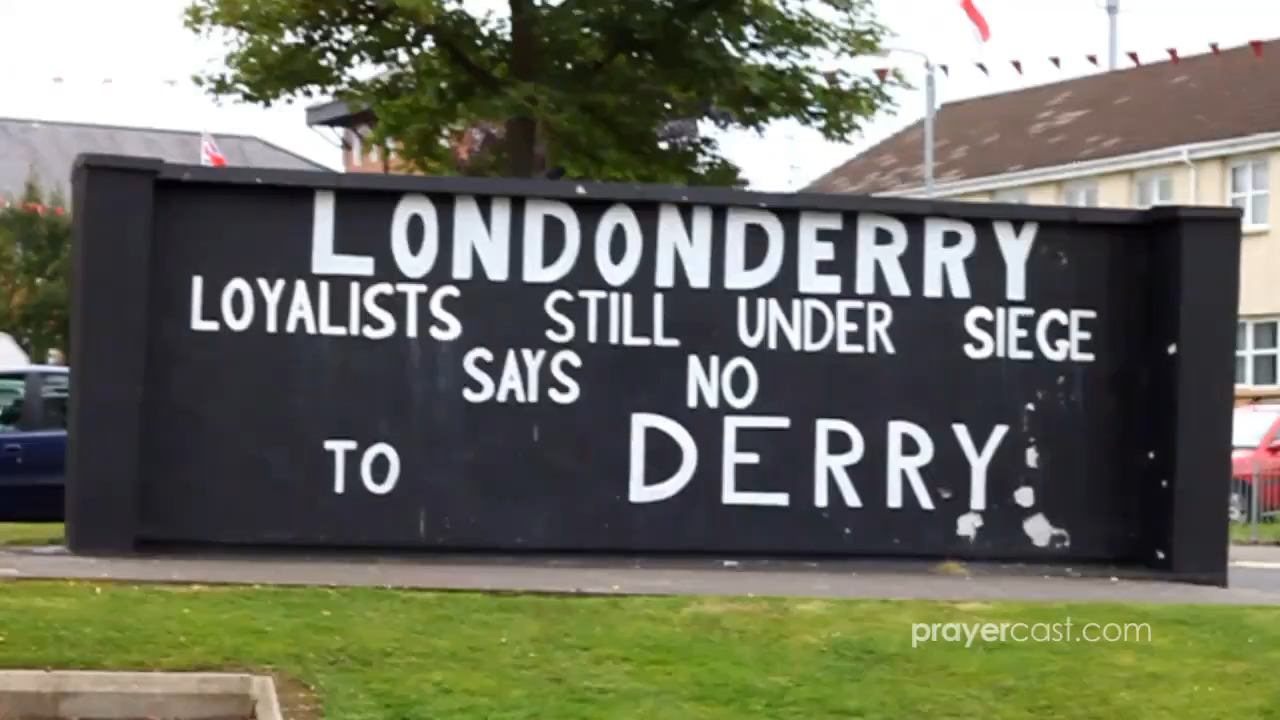 LONDONDERRY
LOYALISTS STILL UNDER SIEGE
SAYS NO
TO DERRY
prayercast.com